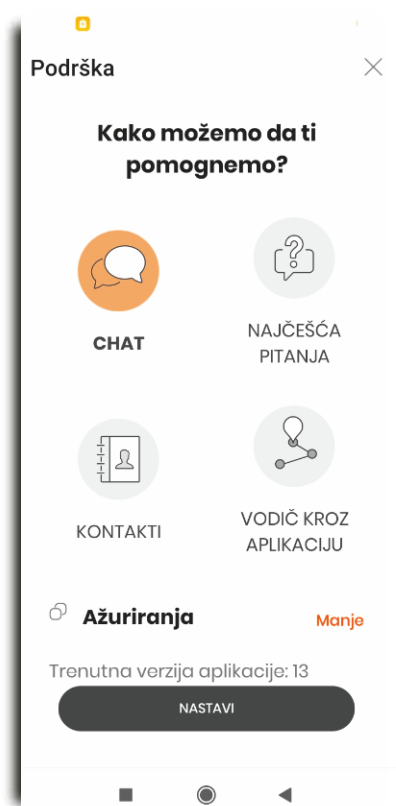 Podrška
Kako možemo da ti
pomognemo?
CHAT
NAJČEŠĆA
PITANJA
KONTAKTI
VODIČ KROZ
APLIKACIJU
Ažuriranja
Manje
Trenutna verzija aplikacije: 13
NASTAVI